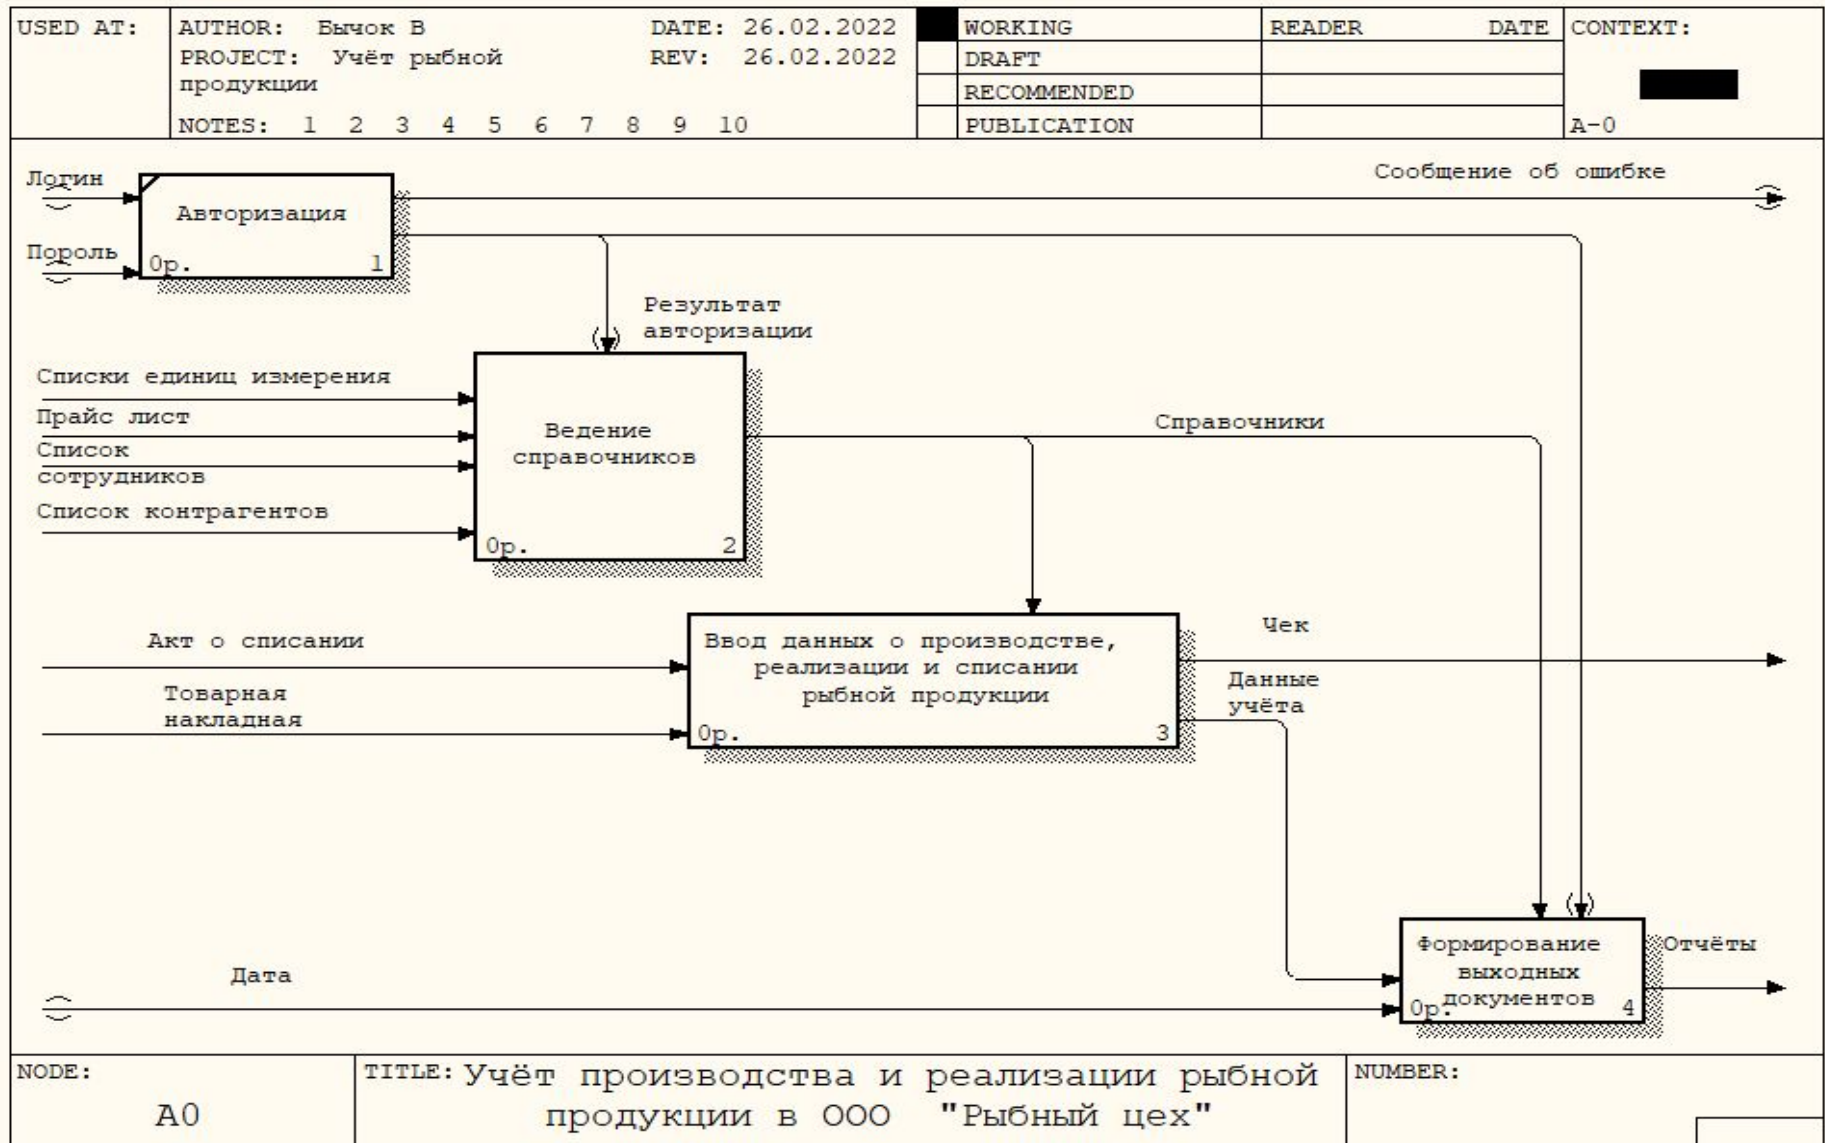 USED AT:
AUTHOR: Бычок В
DATE: 26.02.2022
PROJECT: Учёт рыбной
продукции
REV: 26.02.2022
NOTES: 1 2 3 4 5 6 7 8 9 10
WORKING
DRAFT
RECOMMENDED
PUBLICATION
READER DATE
CONTEXT:
A-0
Логин
Пороль
Авторизация
0р. 1
Сообщение об ошибке
Результат
авторизации
Списки единиц измерения
Прайс лист
Список
сотрудников
Список контрагентов
Ведение
справочников
0р. 2
Справочники
Акт о списании
Товарная
накладная
Ввод данных о производстве,
реализации и списании
рыбной продукции
0р. 3
Чек
Данные
учёта
Дата
Формирование
выходных
документов
0р. 4
Отчёты
NODE:
A0
TITLE: Учёт производства и реализации рыбной
продукции в ООО "Рыбный цех"
NUMBER: